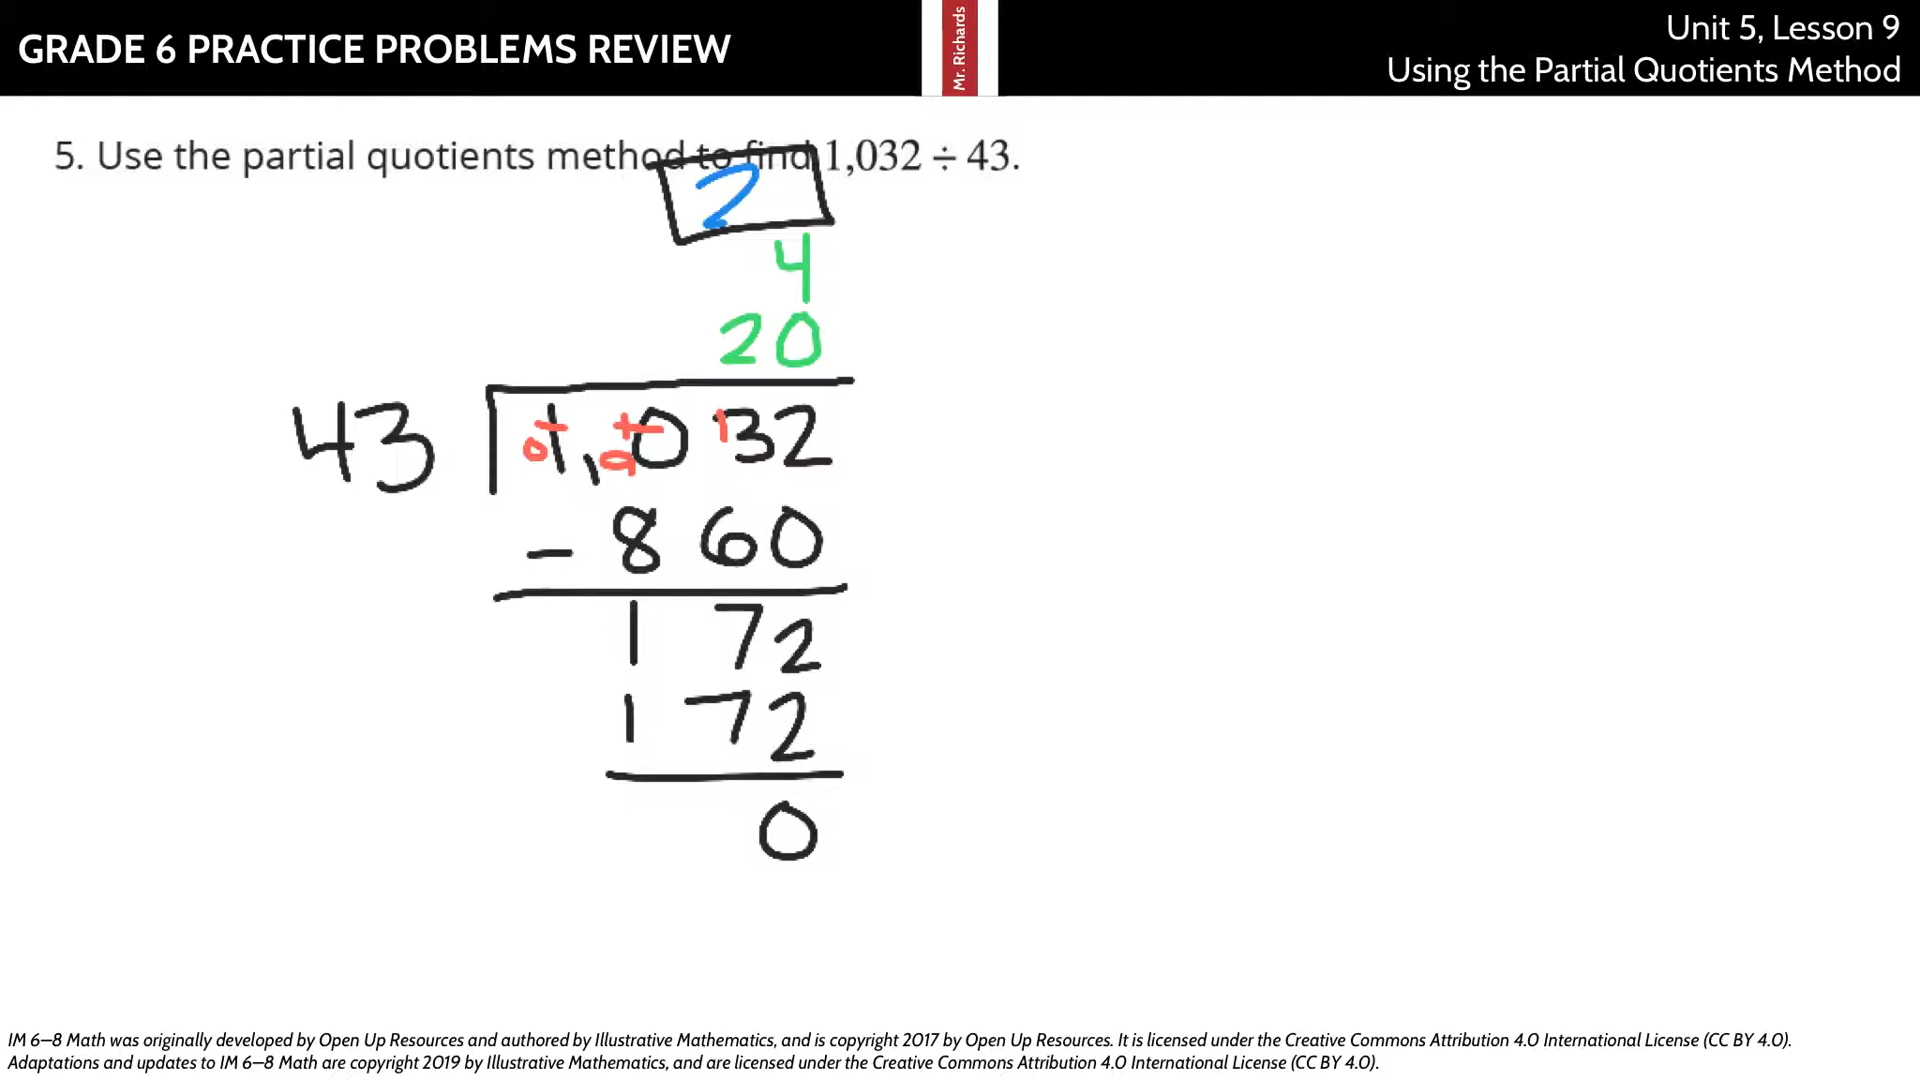 GRADE 6 PRACTICE PROBLEMS REVIEW
Mr. Richards
Unit 5, Lesson 9
Using the Partial Quotients Method
5. Use the partial quotients method to find 1,032 ÷ 43.
2
4
20
43 1,032
0 1 9 1 1
- 860
172
172
0
IM 6–8 Math was originally developed by Open Up Resources and authored by Illustrative Mathematics, and is copyright 2017 by Open Up Resources. It is licensed under the Creative Commons Attribution 4.0 International License (CC BY 4.0).
Adaptations and updates to IM 6–8 Math are copyright 2019 by Illustrative Mathematics, and are licensed under the Creative Commons Attribution 4.0 International License (CC BY 4.0).